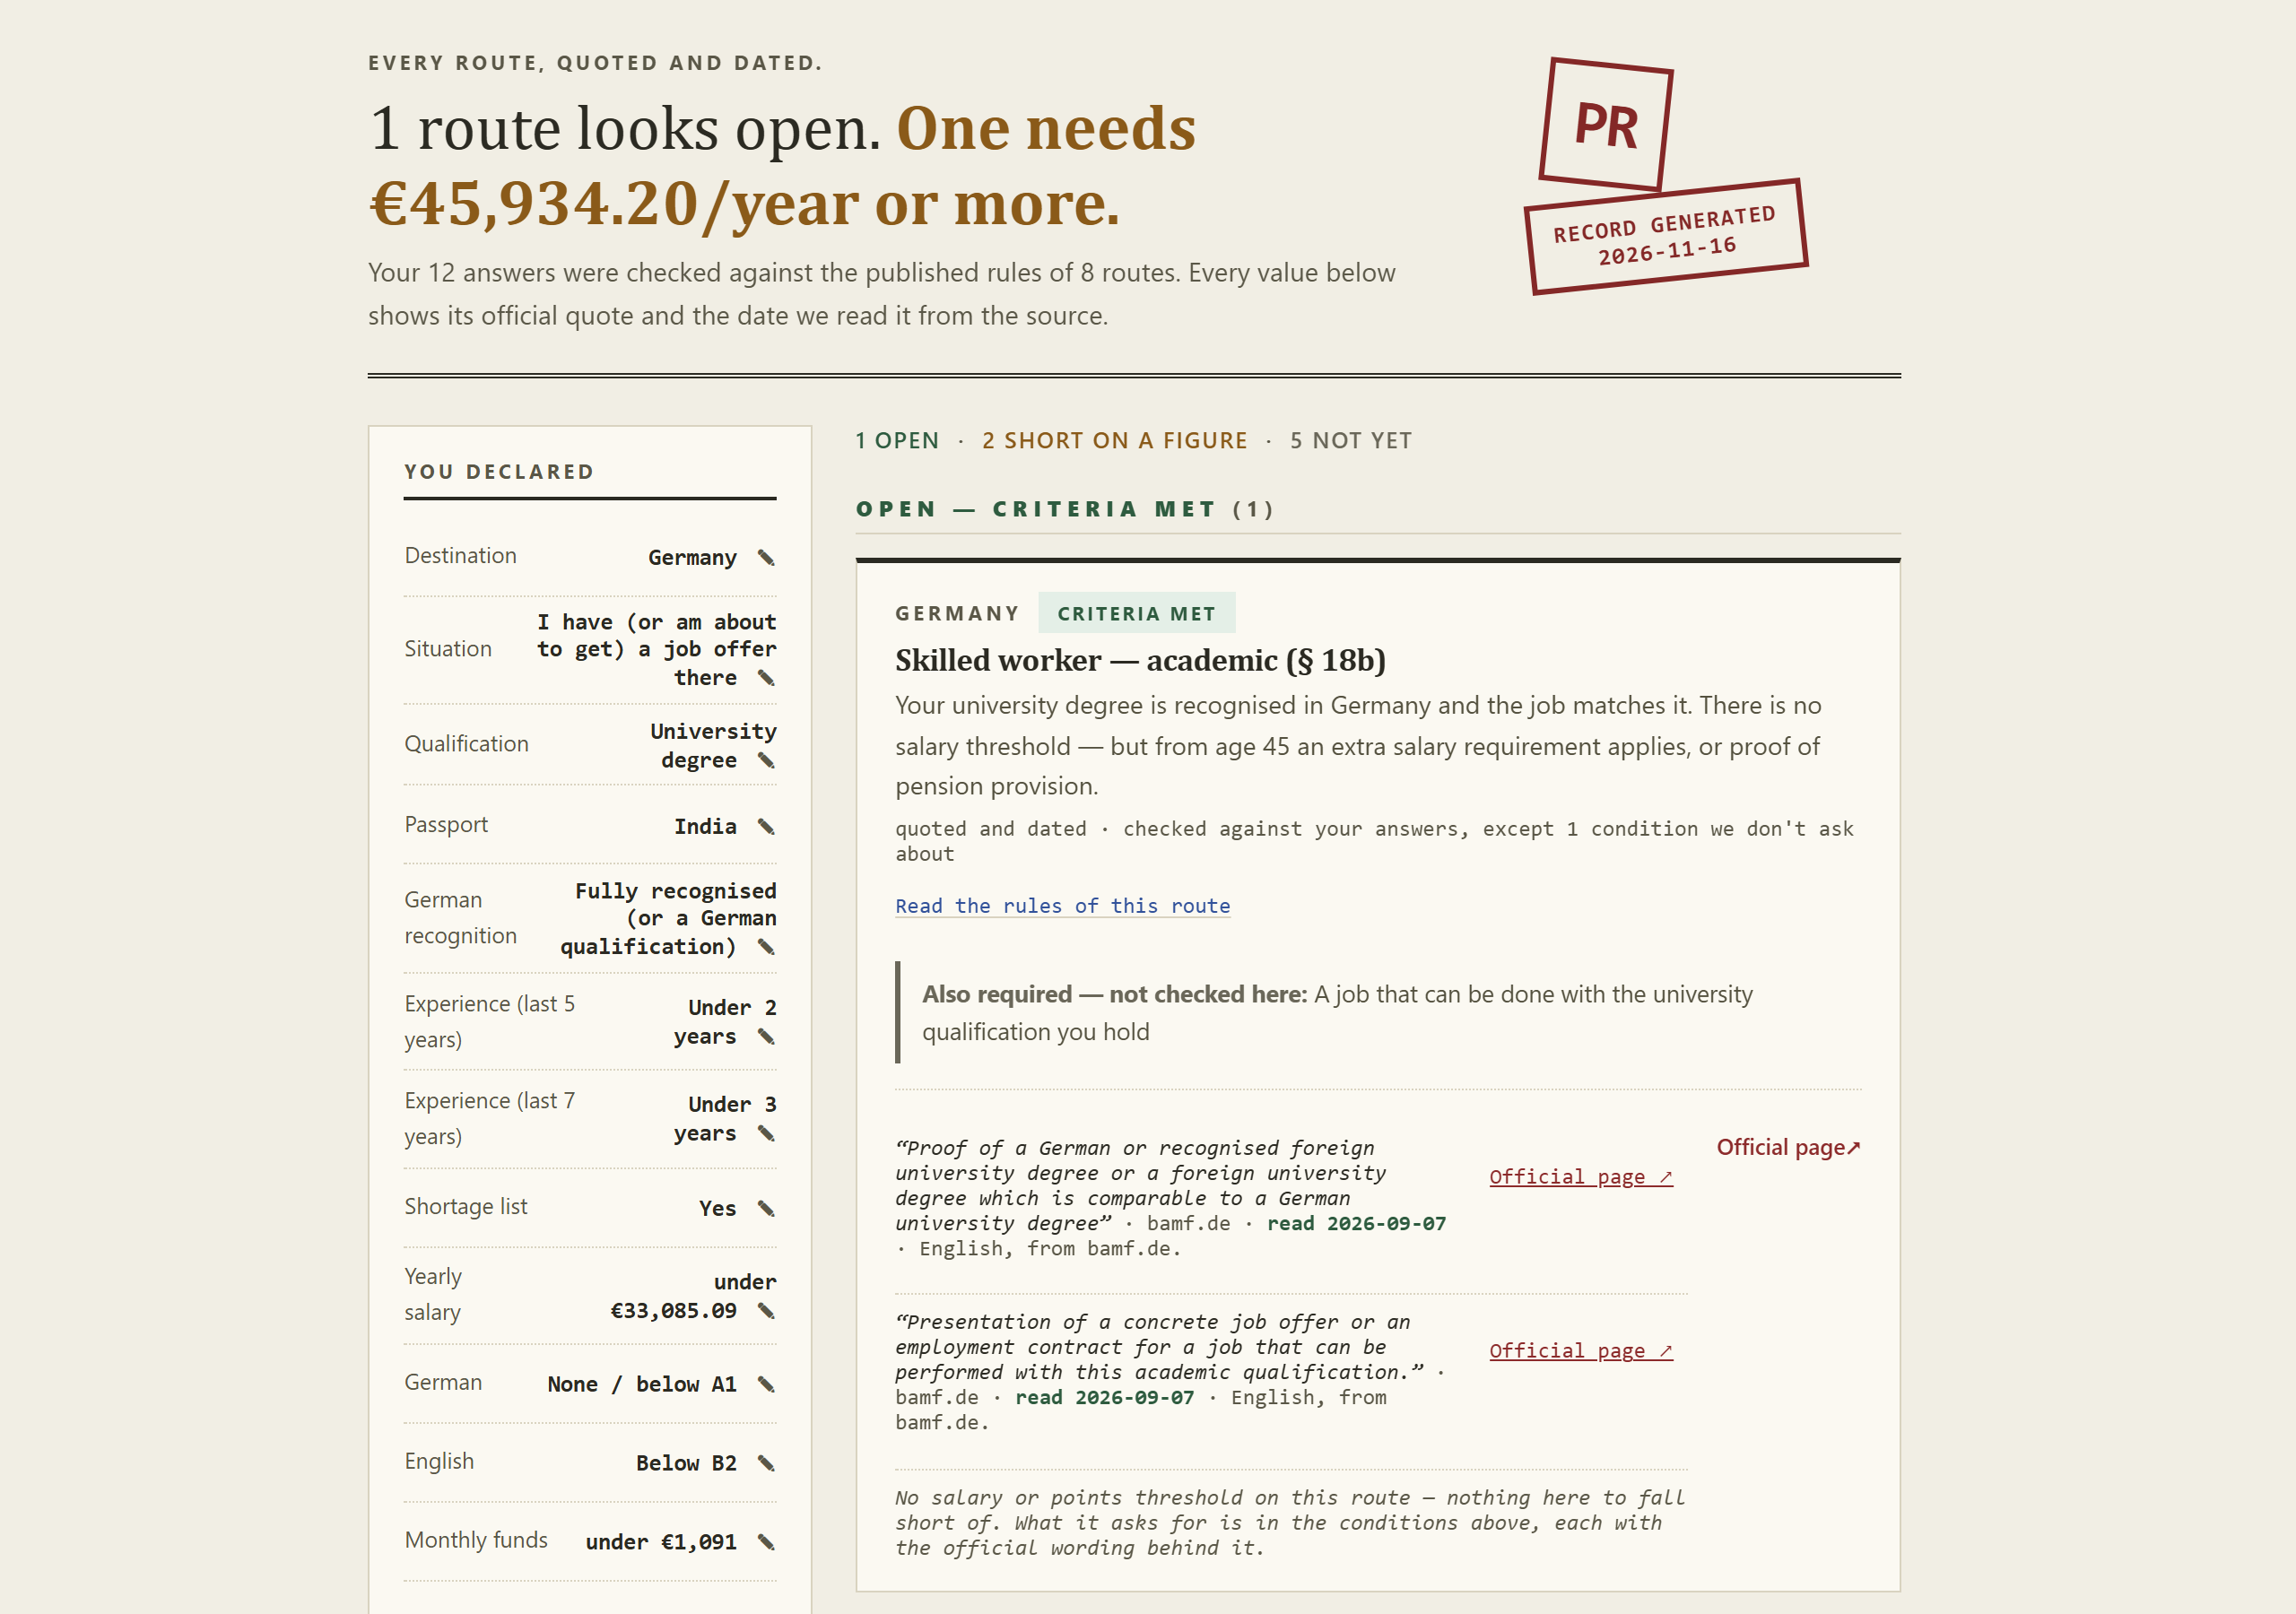 EVERY ROUTE, QUOTED AND DATED.
1 route looks open. One needs
€45,934.20/year or more.
Your 12 answers were checked against the published rules of 8 routes. Every value below
shows its official quote and the date we read it from the source.
PR
RECORD GENERATED
2026-11-16
YOU DECLARED
Destination Germany
Situation I have (or am about
to get) a job offer
there
Qualification University
degree
Passport India
German
recognition
Fully recognised
(or a German
qualification)
Experience (last 5
years)
Under 2
years
Experience (last 7
years)
Under 3
years
Shortage list Yes
Yearly
salary
under
€33,085.09
German None / below A1
English Below B2
Monthly funds under €1,091
1 OPEN · 2 SHORT ON A FIGURE · 5 NOT YET
OPEN — CRITERIA MET (1)
GERMANY CRITERIA MET
Skilled worker — academic (§ 18b)
Your university degree is recognised in Germany and the job matches it. There is no
salary threshold — but from age 45 an extra salary requirement applies, or proof of
pension provision.
quoted and dated · checked against your answers, except 1 condition we don't ask
about
Read the rules of this route
Also required — not checked here: A job that can be done with the university
qualification you hold
“Proof of a German or recognised foreign
university degree or a foreign university
degree which is comparable to a German
university degree” · bamf.de · read 2026-09-07
· English, from bamf.de.
Official page ↗
Official page↗
“Presentation of a concrete job offer or an
employment contract for a job that can be
performed with this academic qualification.” ·
bamf.de · read 2026-09-07 · English, from
bamf.de.
Official page ↗
No salary or points threshold on this route — nothing here to fall
short of. What it asks for is in the conditions above, each with
the official wording behind it.